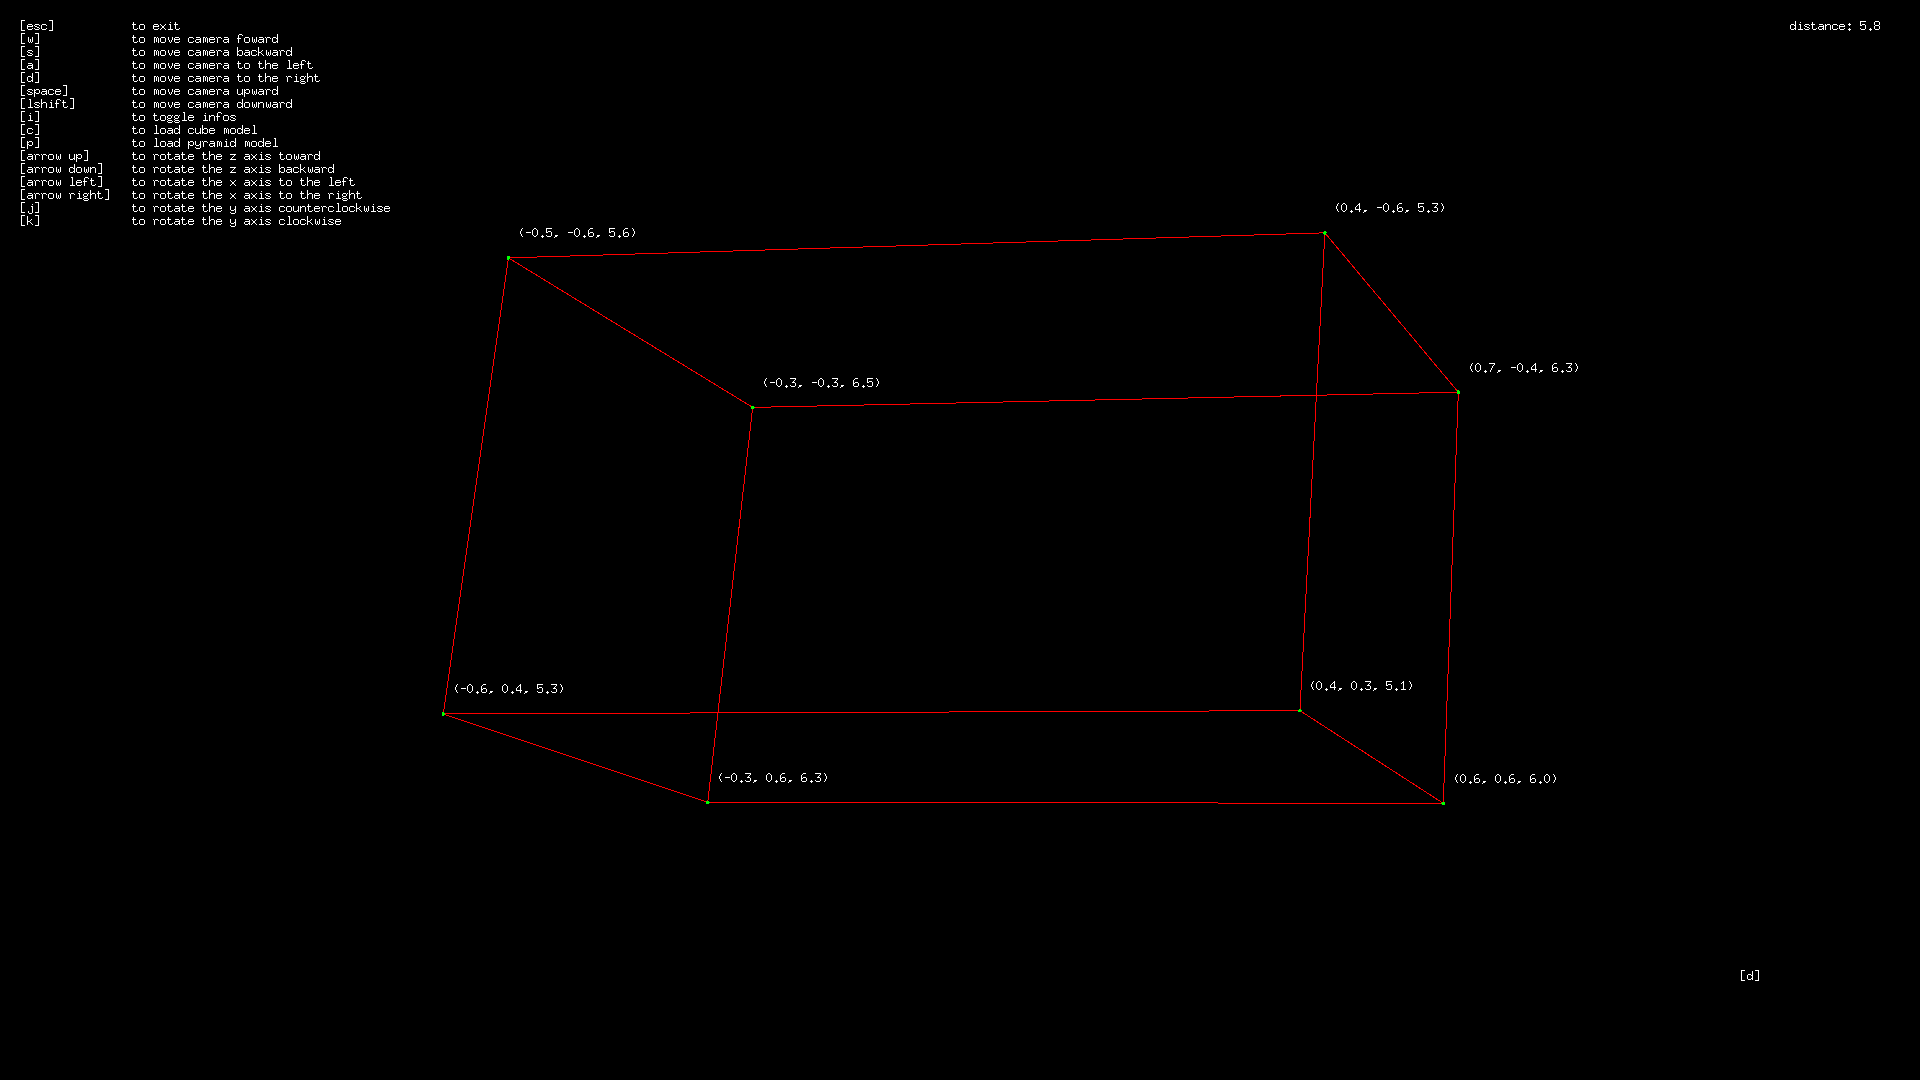 [esc] to exit
[w] to move camera foward
[s] to move camera backward
[a] to move camera to the left
[d] to move camera to the right
[space] to move camera upward
[lshift] to move camera downward
[i] to toggle infos
[c] to load cube model
[p] to load pyramid model
[arrow up] to rotate the z axis toward
[arrow down] to rotate the z axis backward
[arrow left] to rotate the x axis to the left
[arrow right] to rotate the x axis to the right
[j] to rotate the y axis counterclockwise
[k] to rotate the y axis clockwise
distance: 5.8
(0.4, -0.6, 5.3)
(-0.5, -0.6, 5.6)
(0.7, -0.4, 6.3)
(-0.3, -0.3, 6.5)
(-0.6, 0.4, 5.3)
(0.4, 0.3, 5.1)
(-0.3, 0.6, 6.3)
(0.6, 0.6, 6.0)
[d]